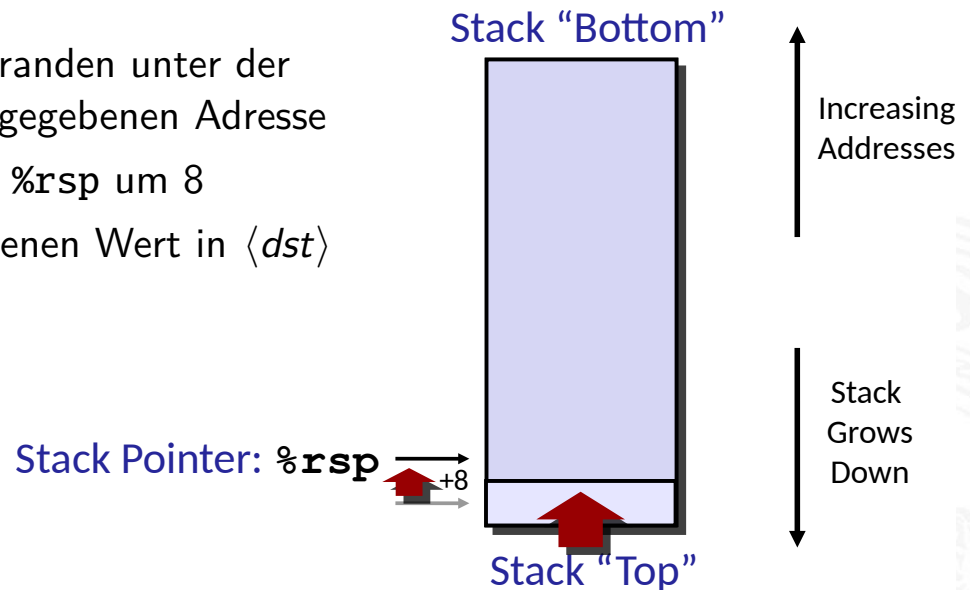 Stack “Bottom”
randen unter der
gegebenen Adresse
%rsp um 8
enen Wert in ⟨dst⟩
Increasing
Addresses
Stack
Grows
Down
Stack Pointer: %rsp
+8
Stack “Top”